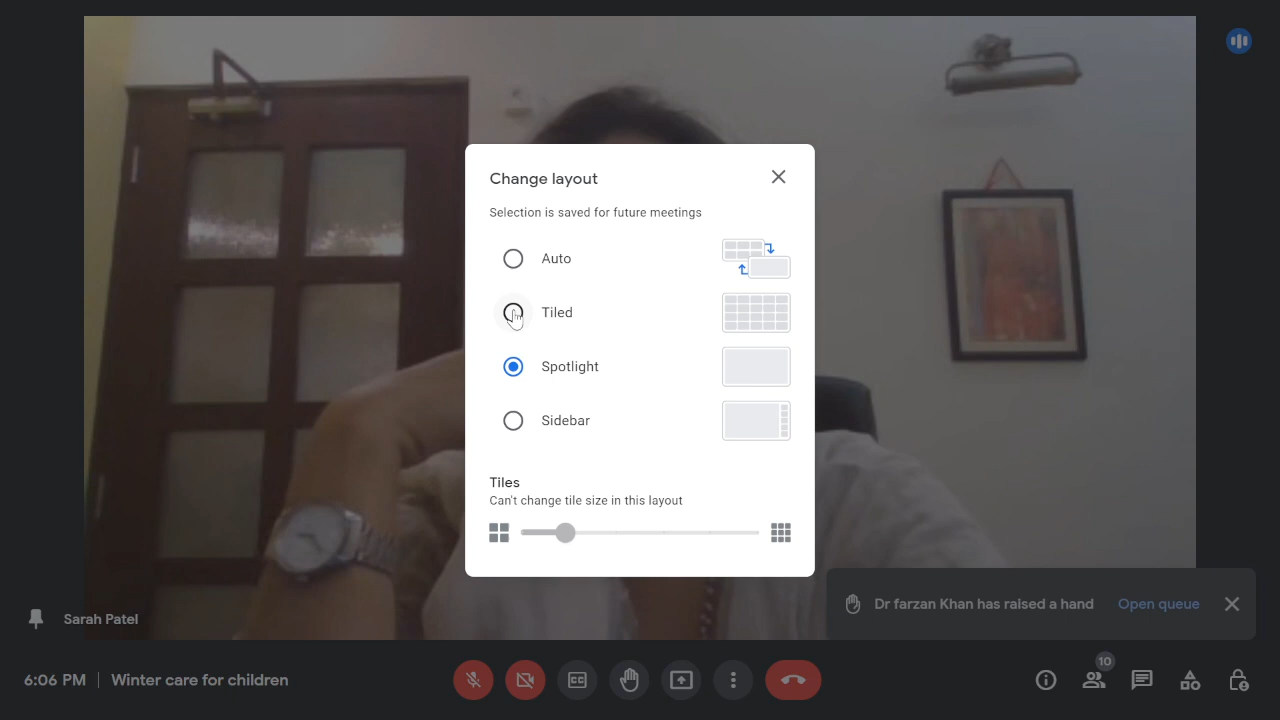 Change layout
Selection is saved for future meetings
Auto
Tiled
Spotlight
Sidebar
Tiles
Can't change tile size in this layout
Dr farzan Khan has raised a hand Open queue
Sarah Patel
10
6:06 PM | Winter care for children
CC